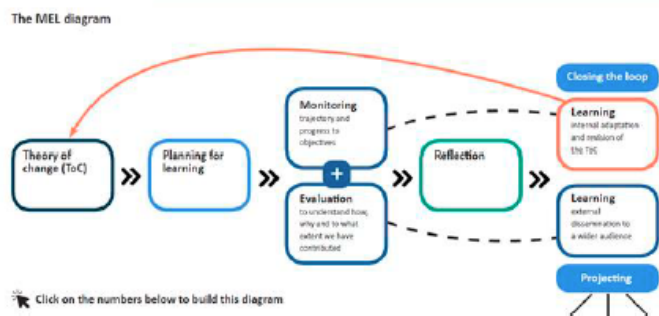 The MEL diagram
Closing the loop
Monitoring
trajectory and
progress to
objectives
Learning
internal adaptation
and revision of
the ToC
Theory of
change (ToC)
Planning for
learning
+
Reflection
Evaluation
to understand how,
why and to what
extent we have
contributed
Learning
external
dissemination to
a wider audience
Projecting
Click on the numbers below to build this diagram